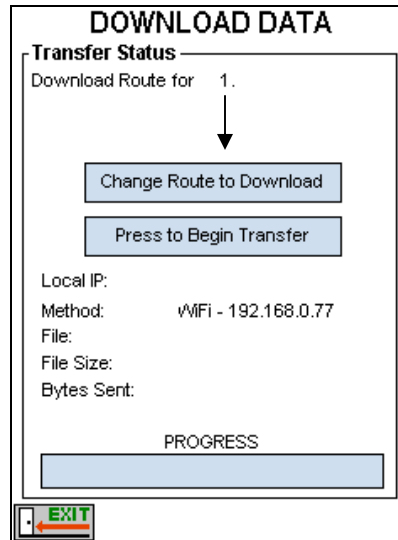 DOWNLOAD DATA
Transfer Status
Download Route for 1.
Change Route to Download
Press to Begin Transfer
Local IP:
Method: WiFi - 192.168.0.77
File:
File Size:
Bytes Sent:
PROGRESS
EXIT